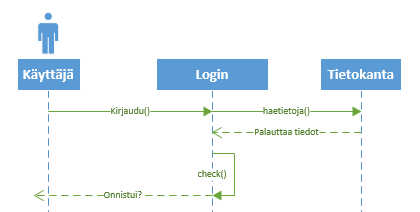 Käyttäjä
Login
Tietokanta
Kirjaudu()
haetietoja()
Palauttaa tiedot
check()
Onnistui?